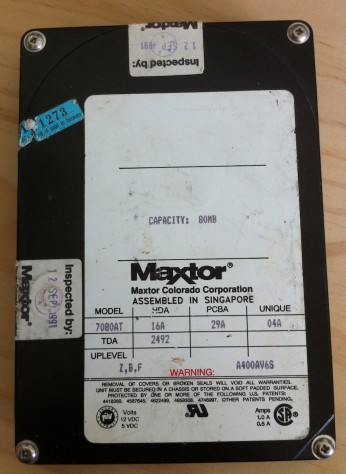 Maxtor
12 SEP 1991
Inspected by:
1273
CAPACITY: 80MB
Maxtor®
Maxtor Colorado Corporation
ASSEMBLED IN SINGAPORE
MODEL HDA PCBA UNIQUE
7080AT 16A 29A 04A
TDA 2492
UPLEVEL
Z,B,F A400AV6S
WARNING:
REMOVAL OF COVERS OR BROKEN SEALS WILL VOID ALL WARRANTIES.
UNIT MUST BE SECURED IN A CHASSIS OR STORED ON A SOFT PADDED SURFACE.
PROTECTED BY ONE OR MORE OF THE FOLLOWING U.S. PATENTS:
OTHER PATENTS PENDING.
Volts
12 VDC
5 VDC
Amps
1.0 A
0.5 A
Inspected by:
12 SEP 1991
Maxtor